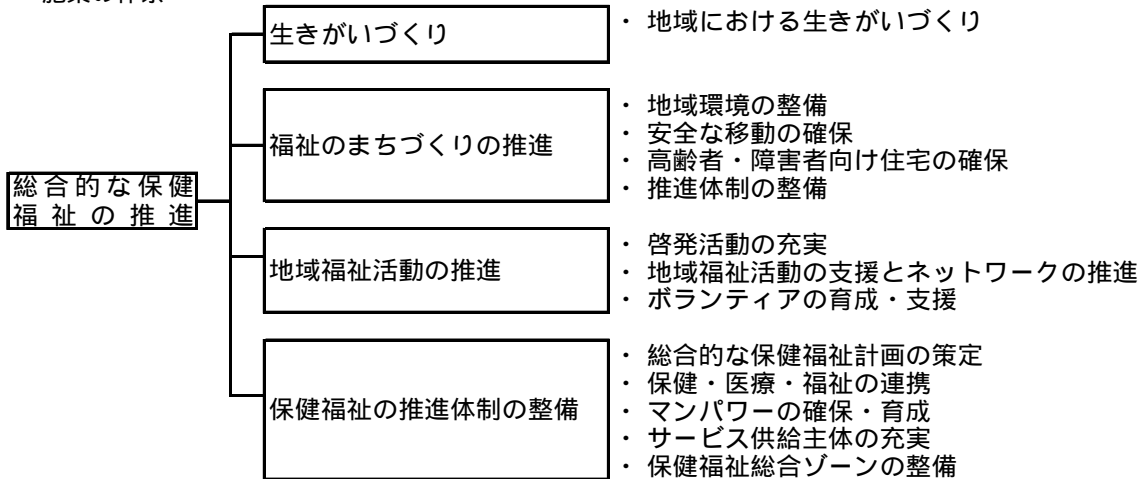 生きがいづくり
・ 地域における生きがいづくり
福祉のまちづくりの推進
・ 地域環境の整備
・ 安全な移動の確保
・ 高齢者・障害者向け住宅の確保
・ 推進体制の整備
総合的な保健
福祉の推進
地域福祉活動の推進
・ 啓発活動の充実
・ 地域福祉活動の支援とネットワークの推進
・ ボランティアの育成・支援
保健福祉の推進体制の整備
・ 総合的な保健福祉計画の策定
・ 保健・医療・福祉の連携
・ マンパワーの確保・育成
・ サービス供給主体の充実
・ 保健福祉総合ゾーンの整備